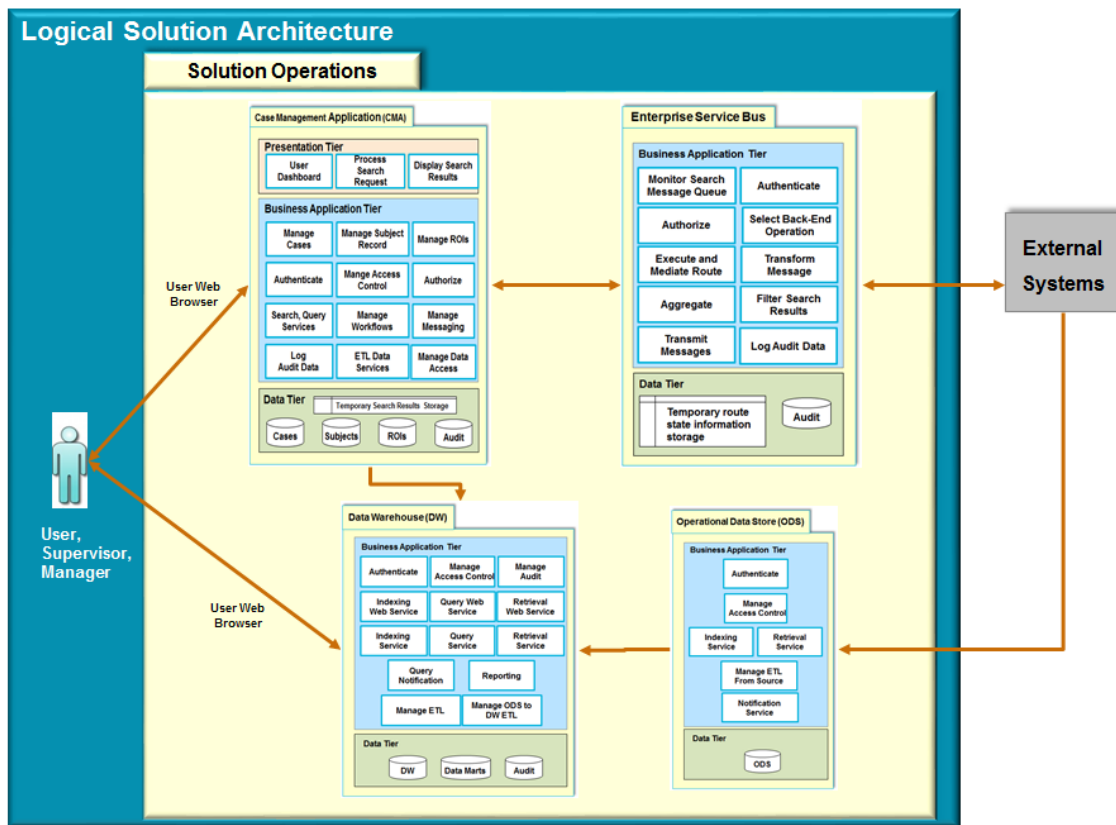 Logical Solution Architecture
Solution Operations
Case Management Application (CMA)
Presentation Tier
User
Dashboard
Process
Search
Request
Display Search
Results
Business Application Tier
Manage
Cases
Manage Subject
Record
Manage ROIs
Authenticate
Mange Access
Control
Authorize
Search, Query
Services
Manage
Workflows
Manage
Messaging
Log
Audit Data
ETL Data
Services
Manage Data
Access
Data Tier
Temporary Search Results Storage
Cases
Subjects
ROIs
Audit
Enterprise Service Bus
Business Application Tier
Monitor Search
Message Queue
Authenticate
Authorize
Select Back-End
Operation
Execute and
Mediate Route
Transform
Message
Aggregate
Filter Search
Results
Transmit
Messages
Log Audit Data
Data Tier
Temporary route
state information
storage
Audit
External
Systems
User Web
Browser
User,
Supervisor,
Manager
User Web
Browser
Data Warehouse (DW)
Business Application Tier
Authenticate
Manage
Access Control
Manage
Audit
Indexing
Web Service
Query Web
Service
Retrieval
Web Service
Indexing
Service
Query
Service
Retrieval
Service
Query
Notification
Reporting
Manage ETL
Manage ODS to
DW ETL
Data Tier
DW
Data Marts
Audit
Operational Data Store (ODS)
Business Application Tier
Authenticate
Manage
Access Control
Indexing
Service
Retrieval
Service
Manage ETL
From Source
Notification
Service
Data Tier
ODS